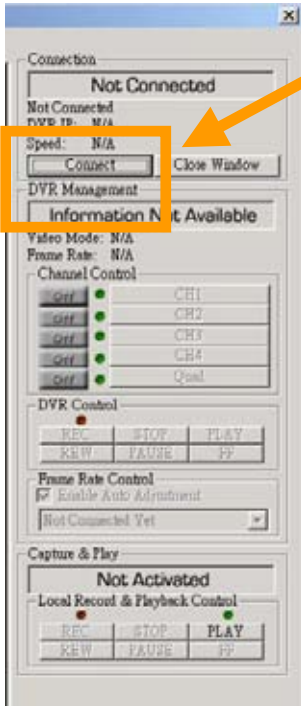 Connection
Not Connected
Not Connected
DVR IP: N/A
Speed: N/A
Connect Close Window
DVR Management
Information Not Available
Video Mode: N/A
Frame Rate: N/A
Channel Control
Off CH1
Off CH2
Off CH3
Off CH4
Off Quad
DVR Control
REC STOP PLAY
REW PAUSE FF
Frame Rate Control
Enable Auto Adjustment
Not Connected Yet
Capture & Play
Not Activated
Local Record & Playback Control
REC STOP PLAY
REW PAUSE FF